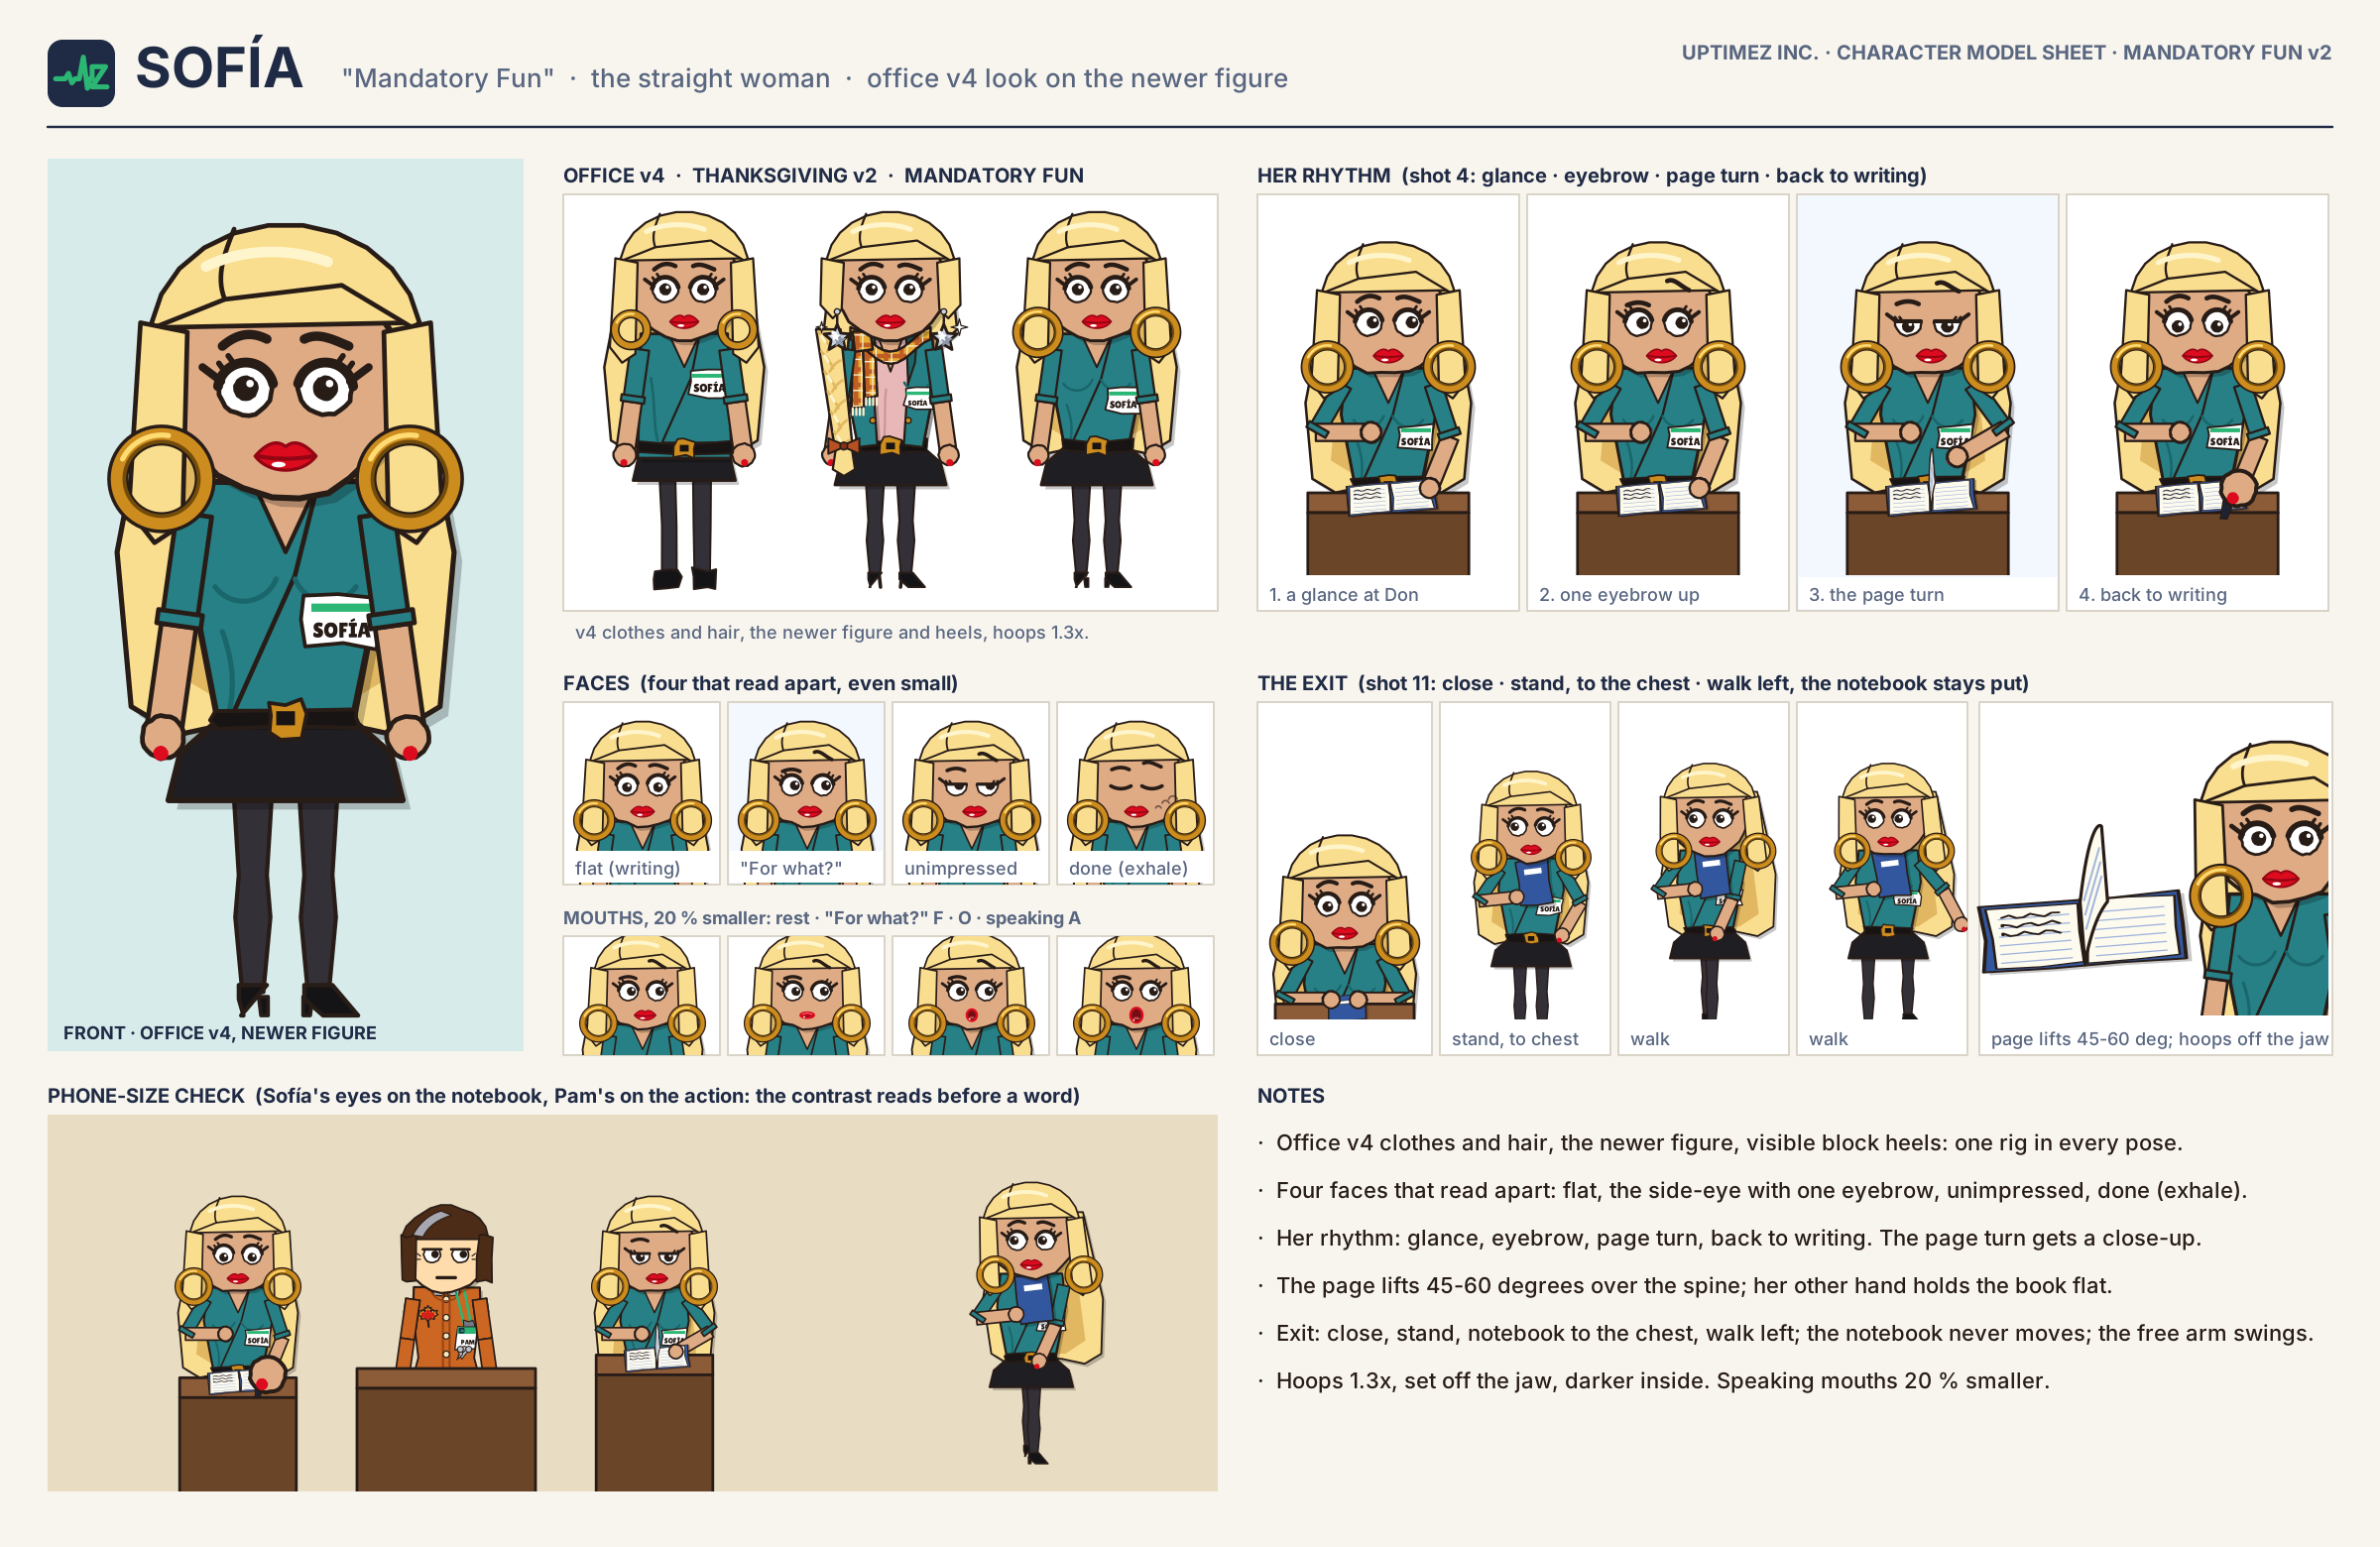 SOFÍA
"Mandatory Fun" · the straight woman · office v4 look on the newer figure
UPTIMEZ INC. · CHARACTER MODEL SHEET · MANDATORY FUN v2
SOFÍA
FRONT · OFFICE v4, NEWER FIGURE
OFFICE v4 · THANKSGIVING v2 · MANDATORY FUN
SOFÍA
SOFÍA
SOFÍA
v4 clothes and hair, the newer figure and heels, hoops 1.3x.
HER RHYTHM (shot 4: glance · eyebrow · page turn · back to writing)
SOFÍA
SOFÍA
SOFÍA
SOFÍA
1. a glance at Don
2. one eyebrow up
3. the page turn
4. back to writing
FACES (four that read apart, even small)
flat (writing)
"For what?"
unimpressed
done (exhale)
MOUTHS, 20 % smaller: rest · "For what?" F · O · speaking A
THE EXIT (shot 11: close · stand, to the chest · walk left, the notebook stays put)
SOFÍA
SOFÍA
close
stand, to chest
walk
walk
page lifts 45-60 deg; hoops off the jaw
PHONE-SIZE CHECK (Sofía's eyes on the notebook, Pam's on the action: the contrast reads before a word)
SOFÍA
PAM
SOFÍA
NOTES
· Office v4 clothes and hair, the newer figure, visible block heels: one rig in every pose.
· Four faces that read apart: flat, the side-eye with one eyebrow, unimpressed, done (exhale).
· Her rhythm: glance, eyebrow, page turn, back to writing. The page turn gets a close-up.
· The page lifts 45-60 degrees over the spine; her other hand holds the book flat.
· Exit: close, stand, notebook to the chest, walk left; the notebook never moves; the free arm swings.
· Hoops 1.3x, set off the jaw, darker inside. Speaking mouths 20 % smaller.